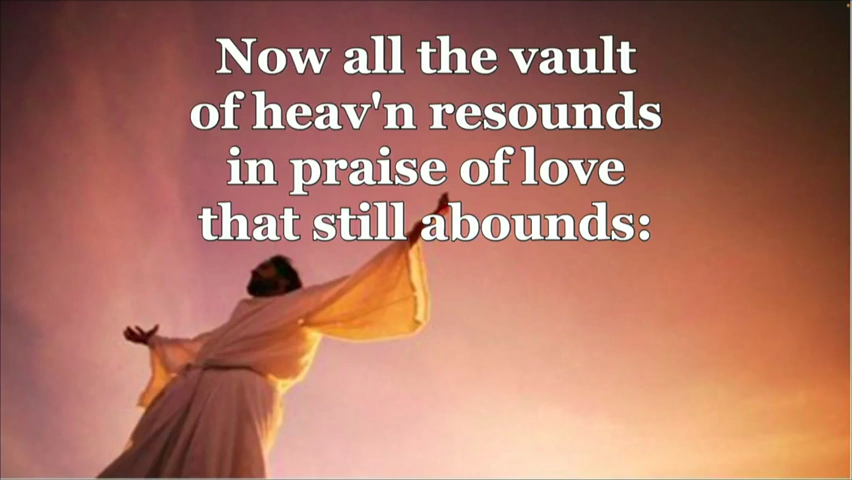 Now all the vault
of heav'n resounds
in praise of love
that still abounds: